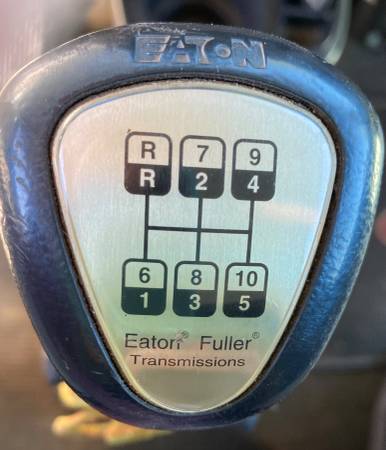 EATON
R 7 9
R 2 4
6 8 10
1 3 5
Eaton® Fuller®
Transmissions